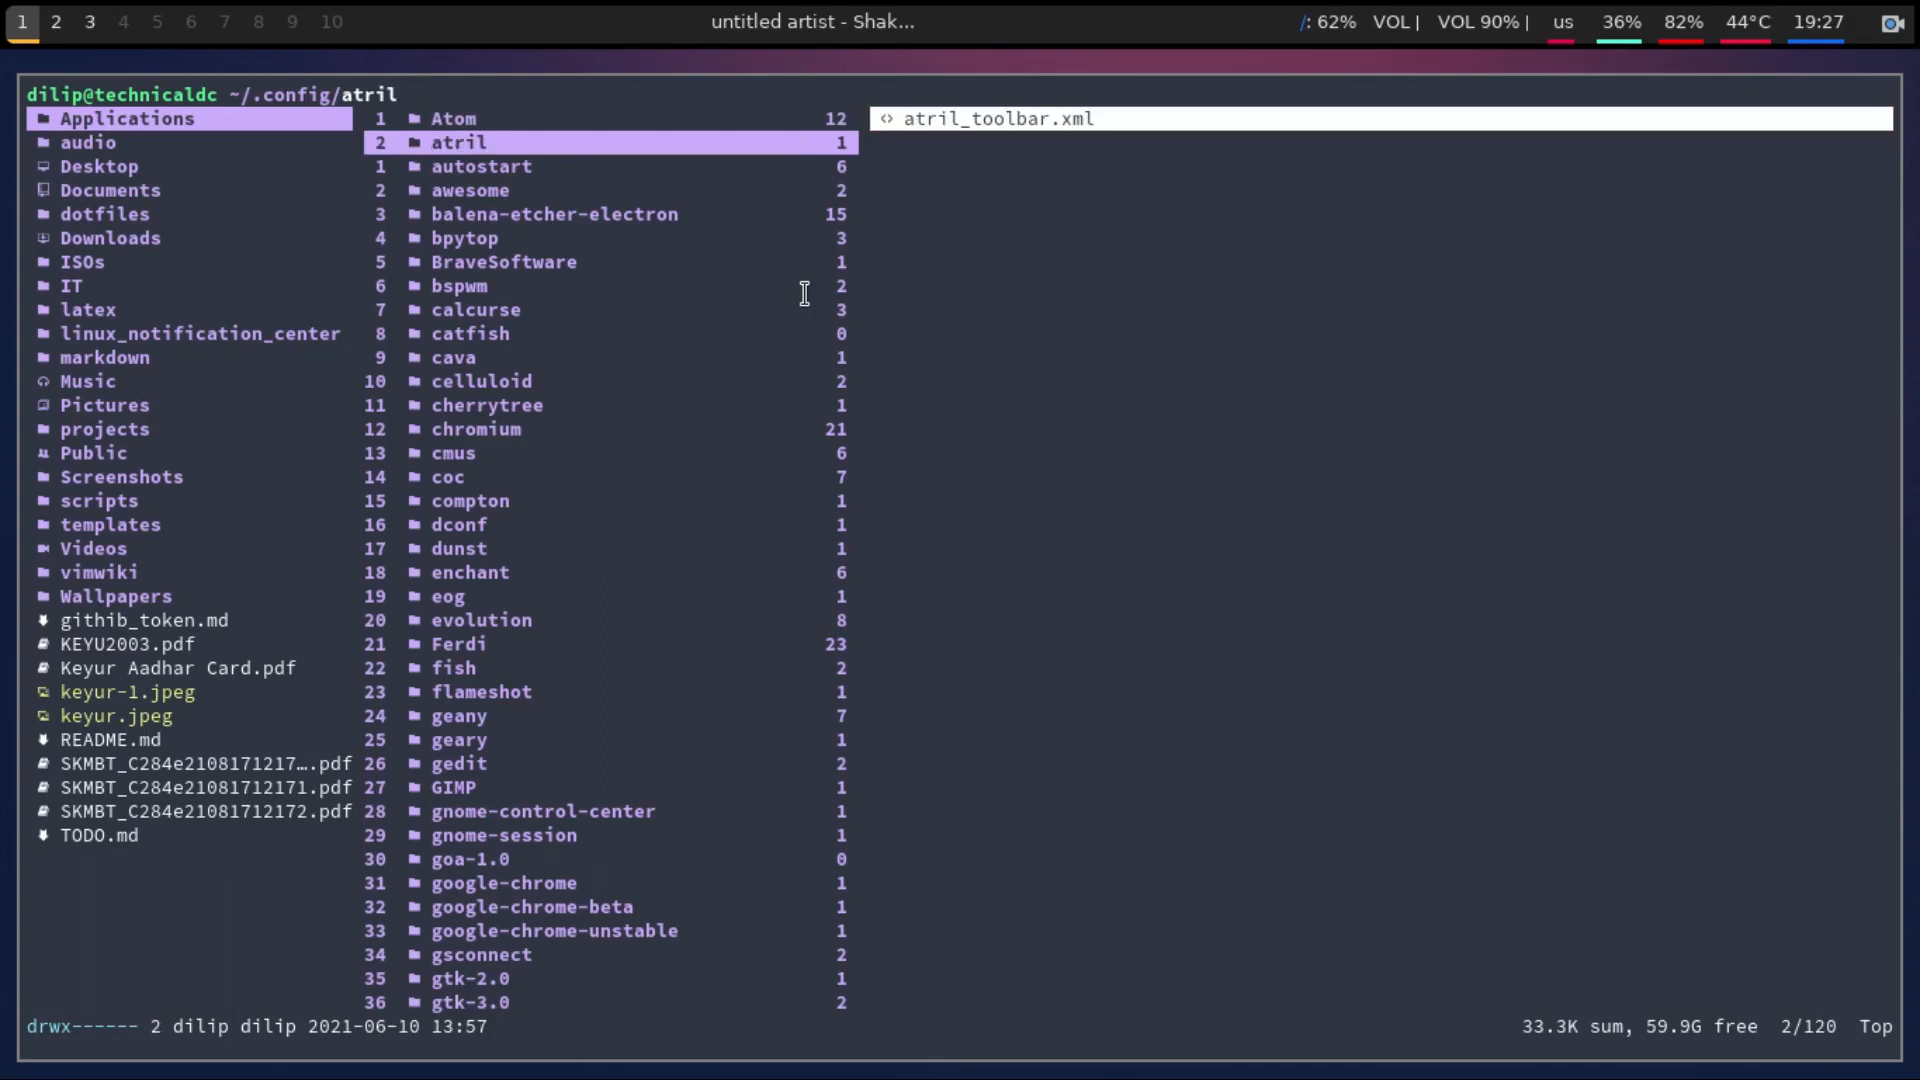 1 2 3 4 5 6 7 8 9 10 untitled artist - Shak... /: 62% VOL | VOL 90% | us 36% 82% 44°C 19:27
dilip@technicaldc ~/.config/atril
Applications 1 Atom 12 <> atril_toolbar.xml
audio 2 atril 1
Desktop 1 autostart 6
Documents 2 awesome 2
dotfiles 3 balena-etcher-electron 15
Downloads 4 bpytop 3
ISOs 5 BraveSoftware 1
IT 6 bspwm 2
latex 7 calcurse 3
linux_notification_center 8 catfish 0
markdown 9 cava 1
Music 10 celluloid 2
Pictures 11 cherrytree 1
projects 12 chromium 21
Public 13 cmus 6
Screenshots 14 coc 7
scripts 15 compton 1
templates 16 dconf 1
Videos 17 dunst 1
vimwiki 18 enchant 6
Wallpapers 19 eog 1
githib_token.md 20 evolution 8
KEYU2003.pdf 21 Ferdi 23
Keyur Aadhar Card.pdf 22 fish 2
keyur-1.jpeg 23 flameshot 1
keyur.jpeg 24 geany 7
README.md 25 geary 1
SKMBT_C284e2108171217….pdf 26 gedit 2
SKMBT_C284e21081712171.pdf 27 GIMP 1
SKMBT_C284e21081712172.pdf 28 gnome-control-center 1
TODO.md 29 gnome-session 1
30 goa-1.0 0
31 google-chrome 1
32 google-chrome-beta 1
33 google-chrome-unstable 1
34 gsconnect 2
35 gtk-2.0 1
36 gtk-3.0 2
drwx------ 2 dilip dilip 2021-06-10 13:57 33.3K sum, 59.9G free 2/120 Top